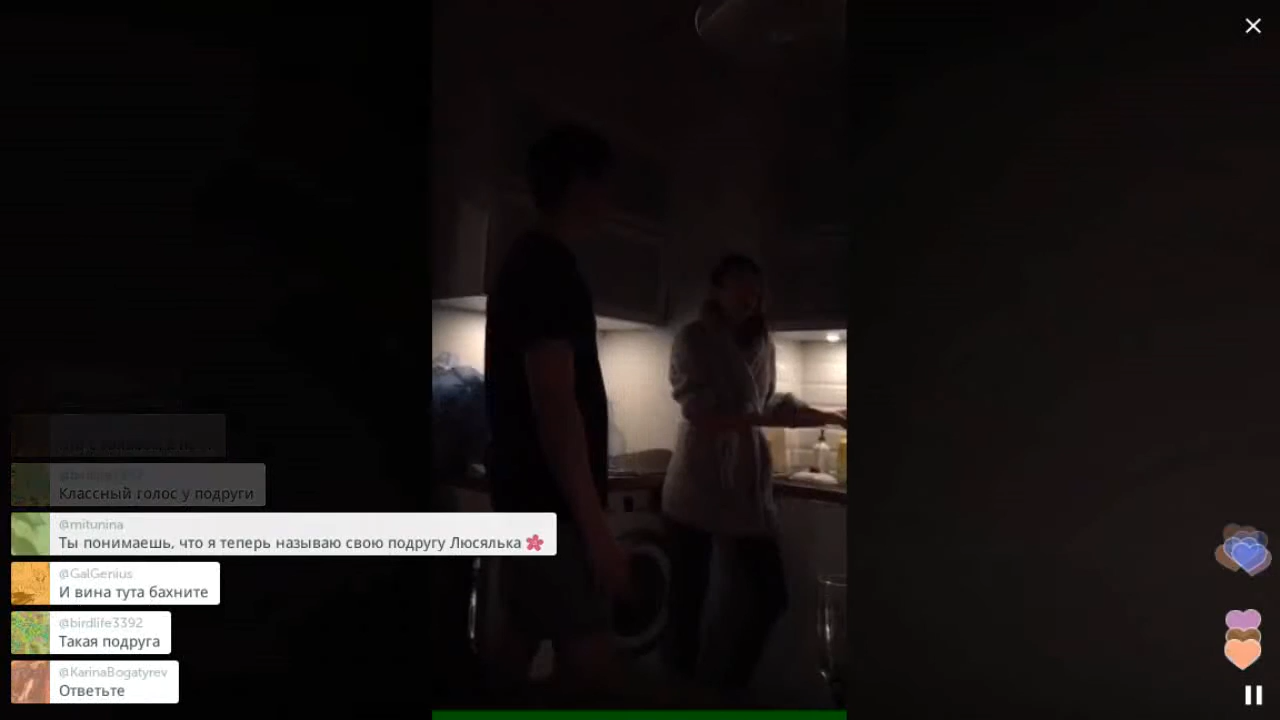 @birdlife3392
Классный голос у подруги
@mitunina
Ты понимаешь, что я теперь называю свою подругу Люсялька
@GalGenius
И вина тута бахните
@birdlife3392
Такая подруга
@KarinaBogatyrev
Ответьте